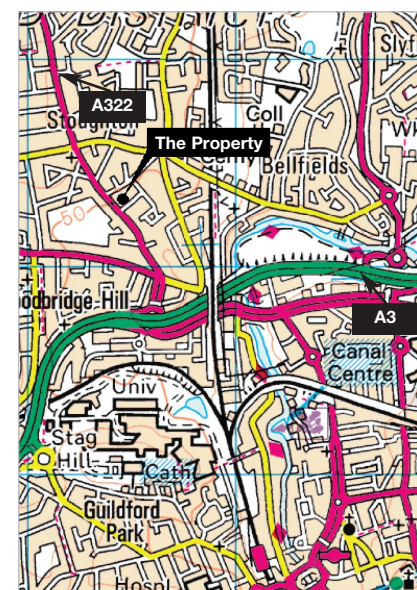 Slyf
A322
Coll
Stoughton
The Property
Bellfields
50
odbridge Hill
A3
Canal
Centre
Univ
Stag
Hill
Cath
Guildford
Park
Hospl